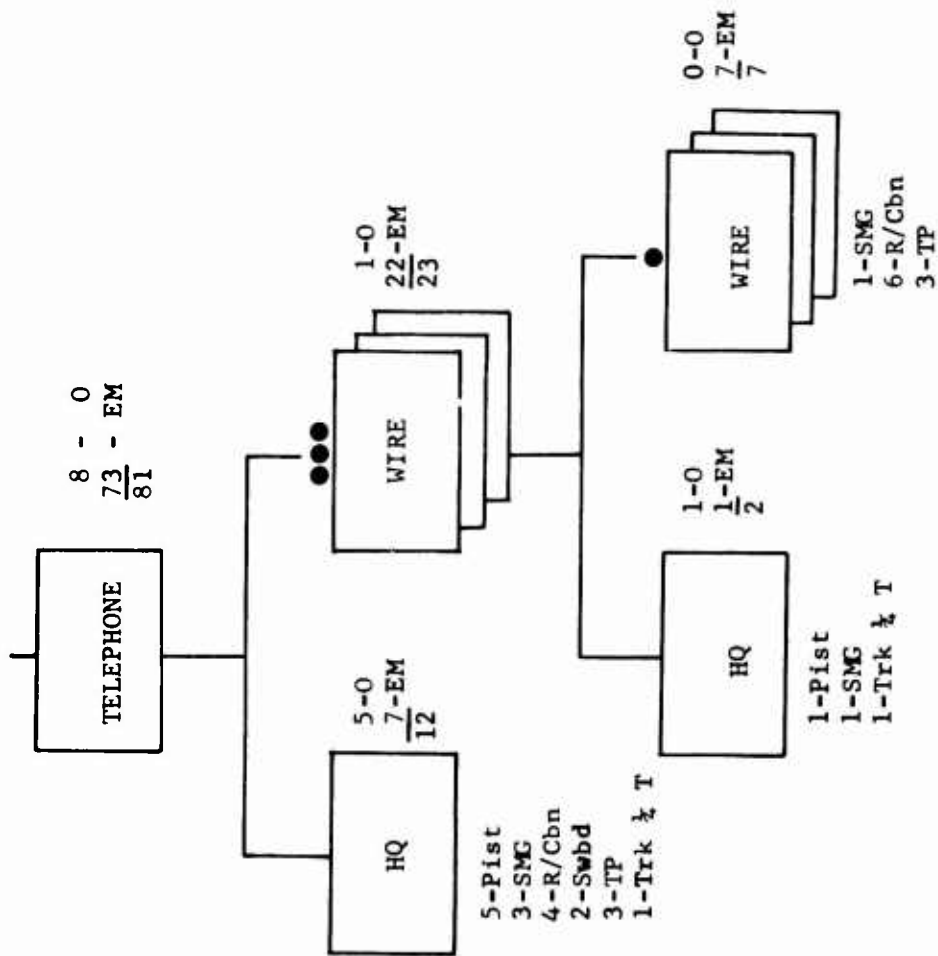 TELEPHONE
8 - O
73 - EM
81
HQ
5-O
7-EM
12
5-Pist
3-SMG
4-R/Cbn
2-Swbd
3-TP
1-Trk ¼ T
WIRE
1-O
22-EM
23
HQ
1-O
1-EM
2
1-Pist
1-SMG
1-Trk ¼ T
WIRE
0-O
7-EM
7
1-SMG
6-R/Cbn
3-TP